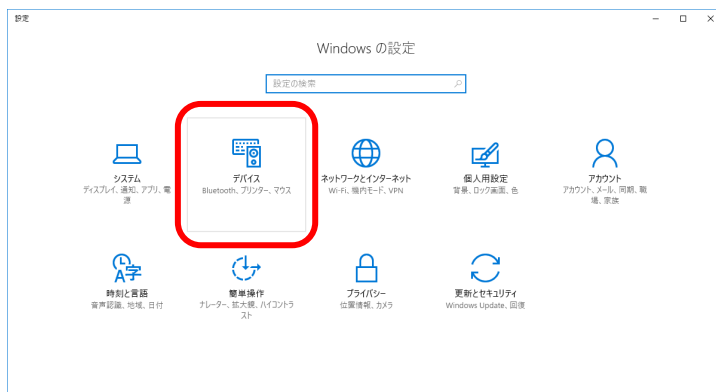 設定
Windows の設定
設定の検索
システム
ディスプレイ、通知、アプリ、電
源
デバイス
Bluetooth、プリンター、マウス
ネットワークとインターネット
Wi-Fi、機内モード、VPN
個人用設定
背景、ロック画面、色
アカウント
アカウント、メール、同期、職
場、家族
時刻と言語
音声認識、地域、日付
簡単操作
ナレーター、拡大鏡、ハイコントラ
スト
プライバシー
位置情報、カメラ
更新とセキュリティ
Windows Update、回復